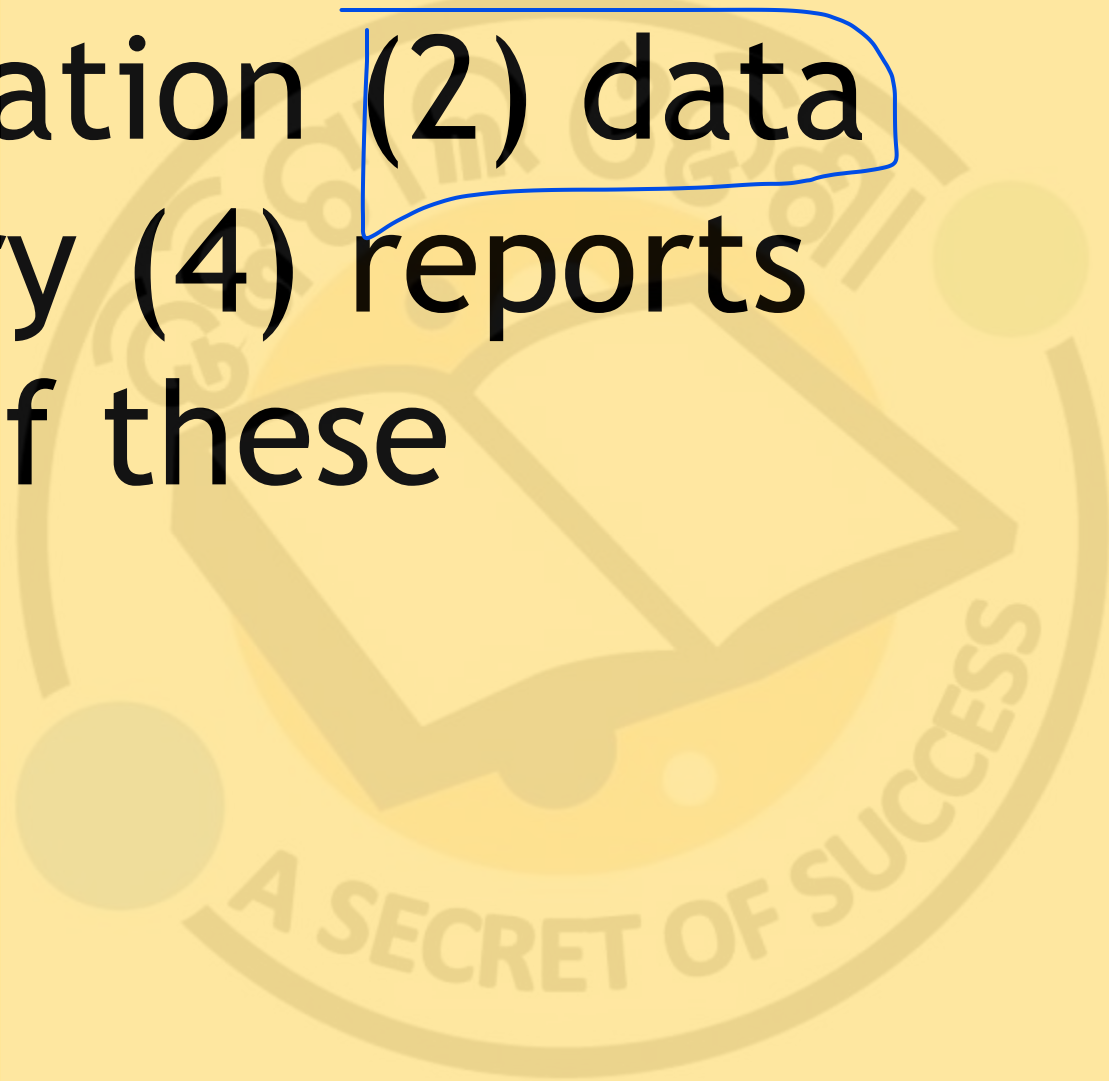 ation (2) data
y (4) reports
f these
A SECRET OF SUCCESS